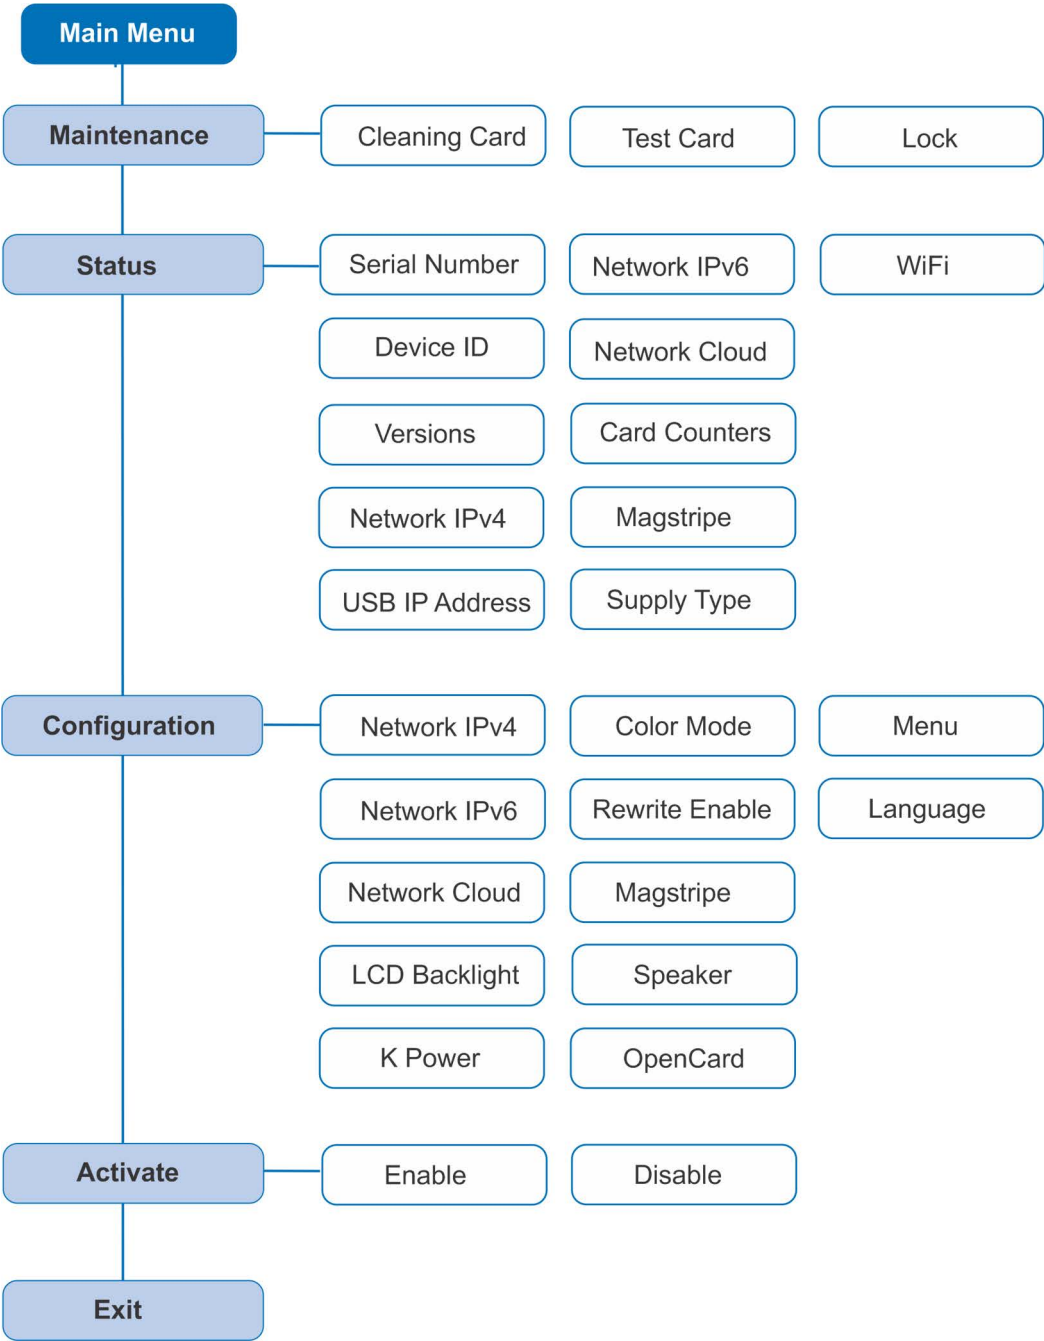 Main Menu
Maintenance
Cleaning Card
Test Card
Lock
Status
Serial Number
Network IPv6
WiFi
Device ID
Network Cloud
Versions
Card Counters
Network IPv4
Magstripe
USB IP Address
Supply Type
Configuration
Network IPv4
Color Mode
Menu
Network IPv6
Rewrite Enable
Language
Network Cloud
Magstripe
LCD Backlight
Speaker
K Power
OpenCard
Activate
Enable
Disable
Exit